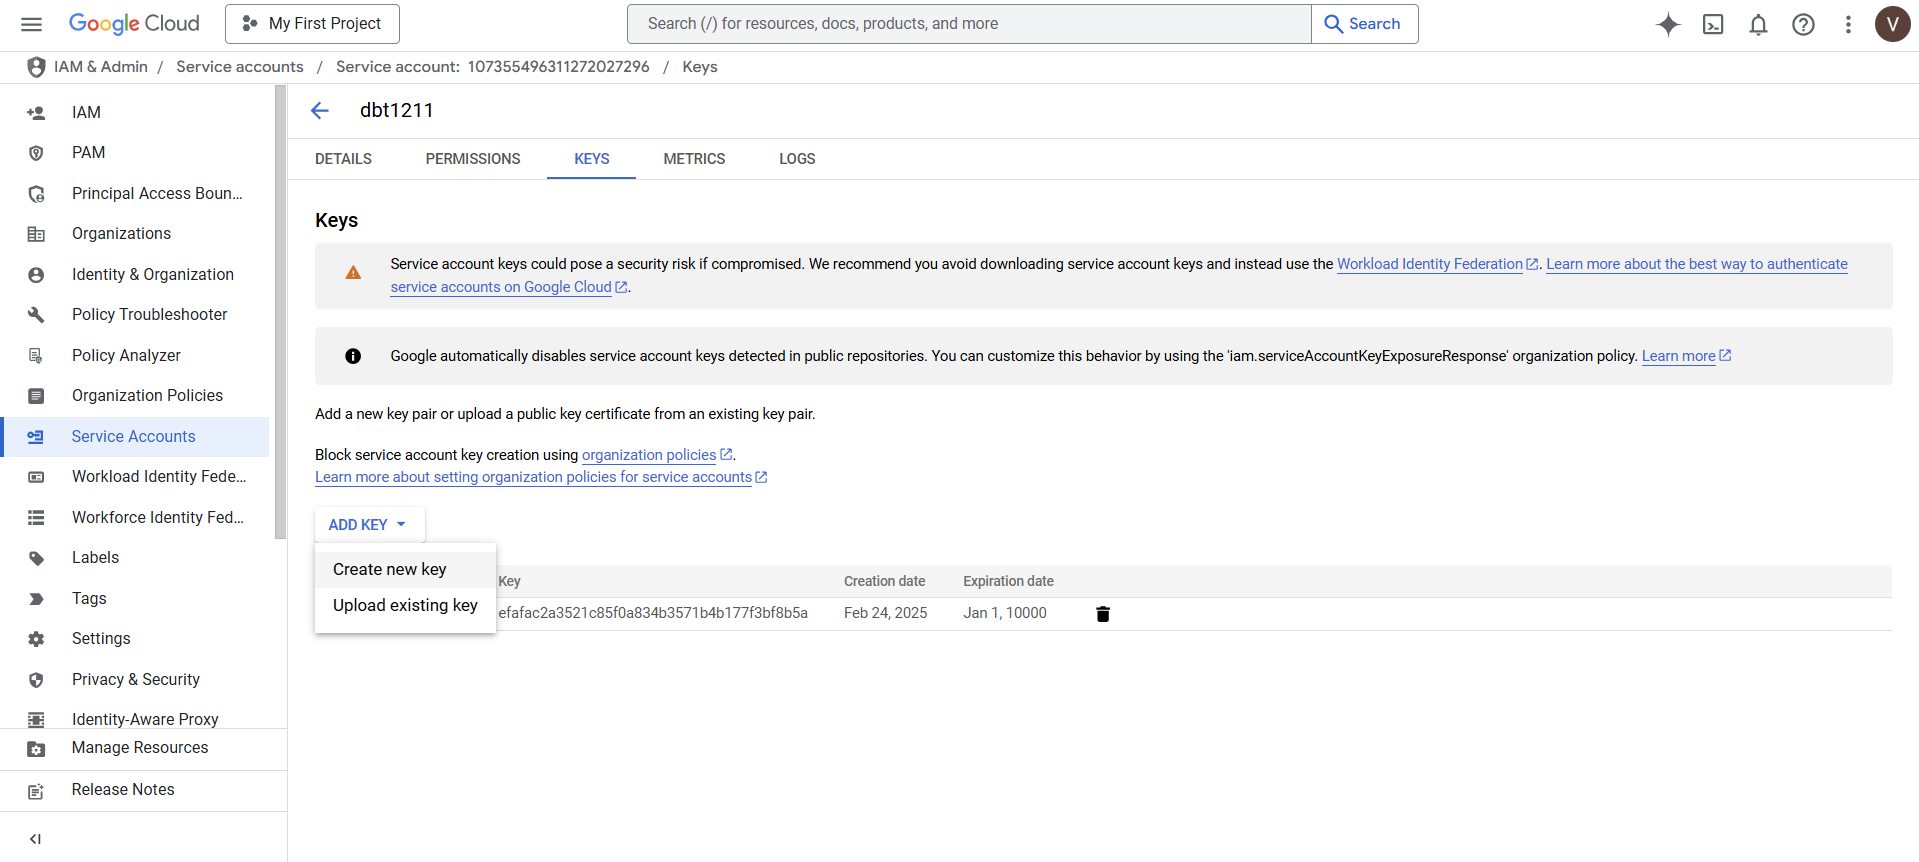 Google Cloud
My First Project
Search (/) for resources, docs, products, and more
Search
V
IAM & Admin / Service accounts / Service account: 107355496311272027296 / Keys
IAM
PAM
Principal Access Boun...
Organizations
Identity & Organization
Policy Troubleshooter
Policy Analyzer
Organization Policies
Service Accounts
Workload Identity Fede...
Workforce Identity Fed...
Labels
Tags
Settings
Privacy & Security
Identity-Aware Proxy
Manage Resources
Release Notes
dbt1211
DETAILS PERMISSIONS KEYS METRICS LOGS
Keys
Service account keys could pose a security risk if compromised. We recommend you avoid downloading service account keys and instead use the Workload Identity Federation. Learn more about the best way to authenticate
service accounts on Google Cloud.
Google automatically disables service account keys detected in public repositories. You can customize this behavior by using the 'iam.serviceAccountKeyExposureResponse' organization policy. Learn more
Add a new key pair or upload a public key certificate from an existing key pair.
Block service account key creation using organization policies.
Learn more about setting organization policies for service accounts
ADD KEY
Create new key
Upload existing key
Key Creation date Expiration date
efafac2a3521c85f0a834b3571b4b177f3bf8b5a Feb 24, 2025 Jan 1, 10000